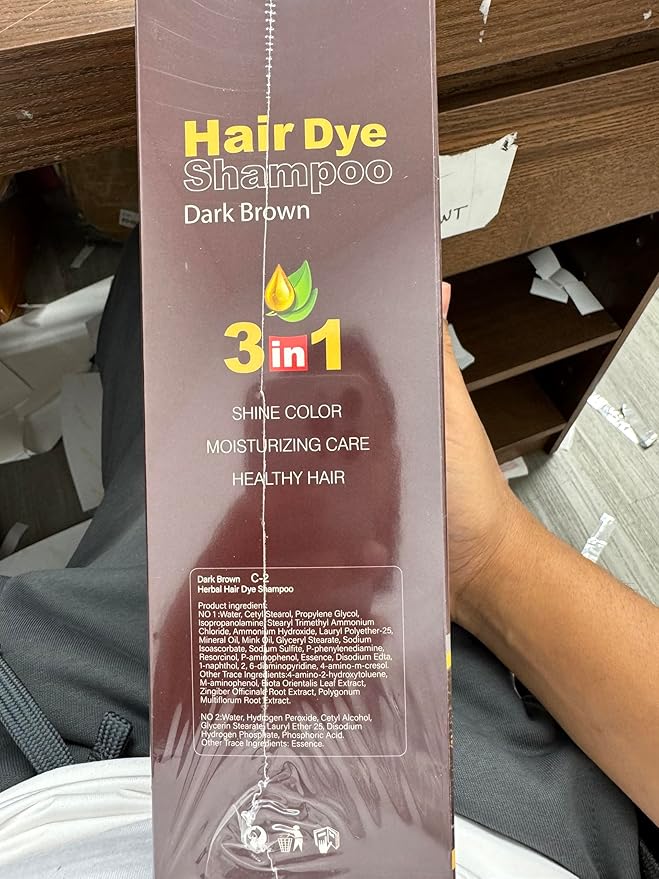 Hair Dye
Shampoo
Dark Brown
WT
3 in 1
SHINE COLOR
MOISTURIZING CARE
HEALTHY HAIR
Dark Brown C-2
Herbal Hair Dye Shampoo
Product ingredient
NO 1:Water, Cetyl Stearol, Propylene Glycol,
Isopropanolamine, Stearyl Trimethyl Ammonium
Chloride, Ammonium Hydroxide, Lauryl Polyether-25,
Mineral Oil, Mink Oil, Glyceryl Stearate, Sodium
Isoascorbate, Sodium Sulfite, P-phenylenediamine,
Resorcinol, P-aminophenol, Essence, Disodium Edta,
1-naphthol, 2, 6-diaminopyridine, 4-amino-m-cresol.
Other Trace Ingredients:4-amino-2-hydroxytoluene,
M-aminophenol, Biota Orientalis Leaf Extract,
Zingiber Officinale Root Extract, Polygonum
Multiflorum Root Extract.
NO 2:Water, Hydrogen Peroxide, Cetyl Alcohol,
Glycerin Stearate, Lauryl Ether 25, Disodium
Hydrogen Phosphate, Phosphoric Acid.
Other Trace Ingredients: Essence.